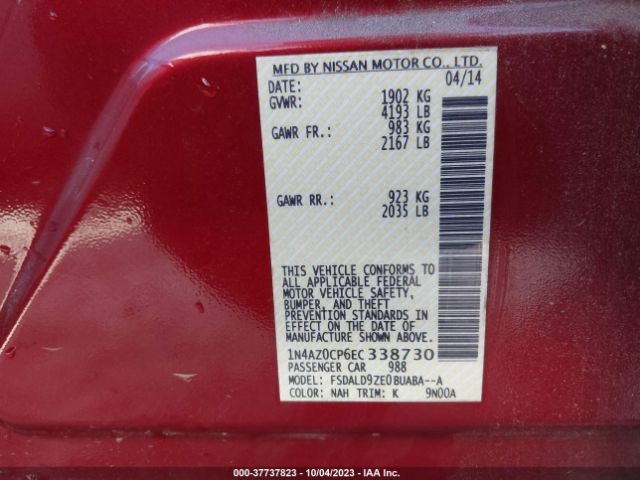 MFD BY NISSAN MOTOR CO., LTD.
DATE: 04/14
GVWR: 1902 KG
4193 LB
GAWR FR.: 983 KG
2167 LB
GAWR RR.: 923 KG
2035 LB
THIS VEHICLE CONFORMS TO
ALL APPLICABLE FEDERAL
MOTOR VEHICLE SAFETY,
BUMPER, AND THEFT
PREVENTION STANDARDS IN
EFFECT ON THE DATE OF
MANUFACTURE SHOWN ABOVE.
1N4AZ0CP6EC338730
PASSENGER CAR 988
MODEL: FSDALD9ZE0BUABA--A
COLOR: NAH TRIM: K 9N00A
000-37737823 - 10/04/2023 - IAA Inc.